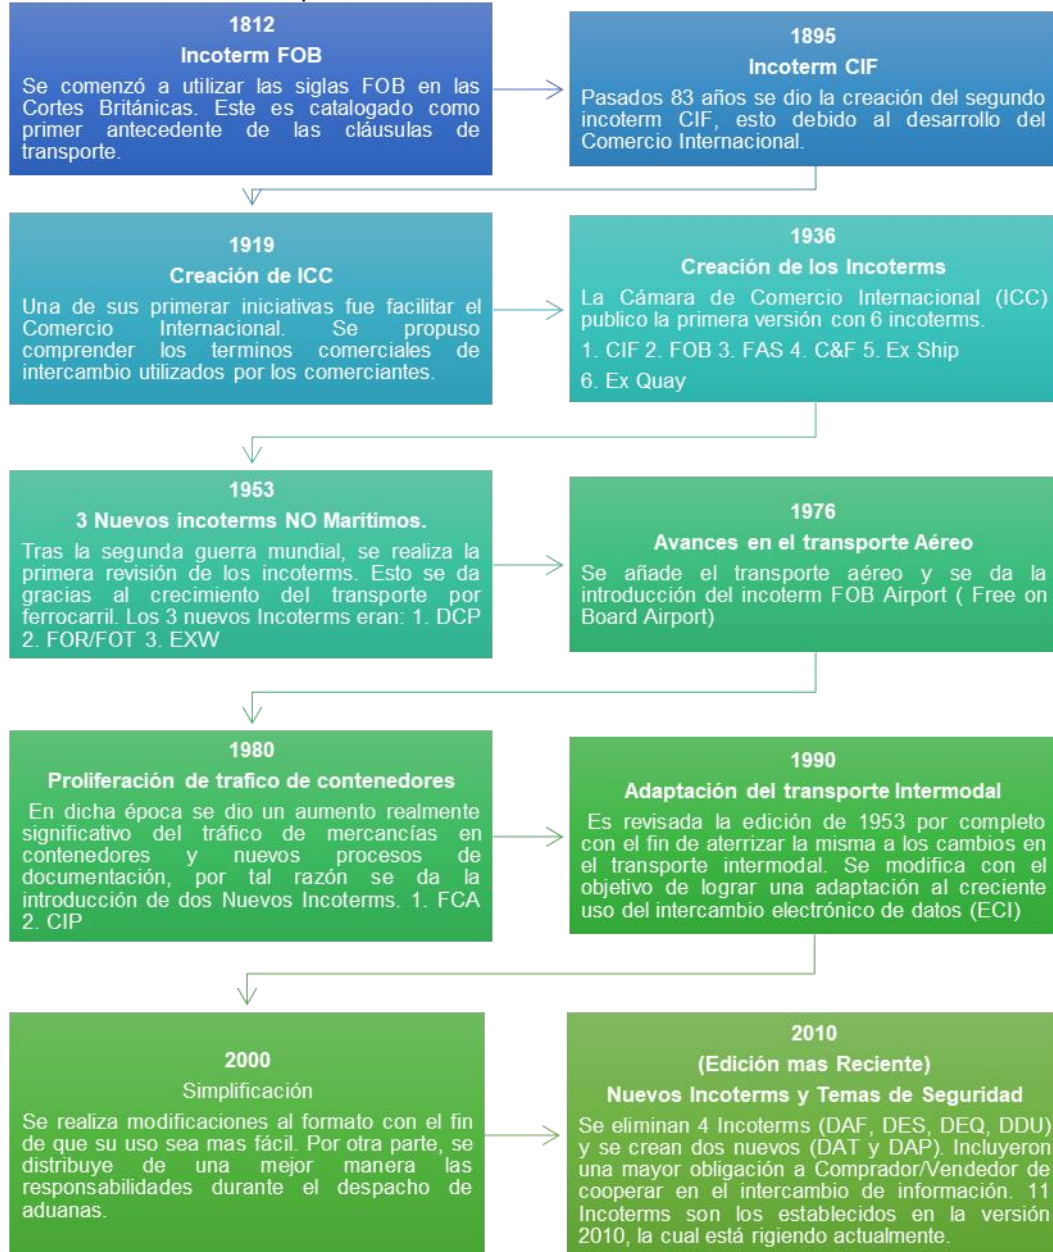 1812
Incoterm FOB
Se comenzó a utilizar las siglas FOB en las
Cortes Británicas. Este es catalogado como
primer antecedente de las cláusulas de
transporte.
1895
Incoterm CIF
Pasados 83 años se dio la creación del segundo
incoterm CIF, esto debido al desarrollo del
Comercio Internacional.
1919
Creación de ICC
Una de sus primerar iniciativas fue facilitar el
Comercio Internacional. Se propuso
comprender los terminos comerciales de
intercambio utilizados por los comerciantes.
1936
Creación de los Incoterms
La Cámara de Comercio Internacional (ICC)
publico la primera versión con 6 incoterms.
1. CIF 2. FOB 3. FAS 4. C&F 5. Ex Ship
6. Ex Quay
1953
3 Nuevos incoterms NO Marítimos.
Tras la segunda guerra mundial, se realiza la
primera revisión de los incoterms. Esto se da
gracias al crecimiento del transporte por
ferrocarril. Los 3 nuevos Incoterms eran: 1. DCP
2. FOR/FOT 3. EXW
1976
Avances en el transporte Aéreo
Se añade el transporte aéreo y se da la
introducción del incoterm FOB Airport ( Free on
Board Airport)
1980
Proliferación de trafico de contenedores
En dicha época se dio un aumento realmente
significativo del tráfico de mercancías en
contenedores y nuevos procesos de
documentación, por tal razón se da la
introducción de dos Nuevos Incoterms. 1. FCA
2. CIP
1990
Adaptación del transporte Intermodal
Es revisada la edición de 1953 por completo
con el fin de aterrizar la misma a los cambios en
el transporte intermodal. Se modifica con el
objetivo de lograr una adaptación al creciente
uso del intercambio electrónico de datos (ECI)
2000
Simplificación
Se realiza modificaciones al formato con el fin
de que su uso sea mas fácil. Por otra parte, se
distribuye de una mejor manera las
responsabilidades durante el despacho de
aduanas.
2010
(Edición mas Reciente)
Nuevos Incoterms y Temas de Seguridad
Se eliminan 4 Incoterms (DAF, DES, DEQ, DDU)
y se crean dos nuevos (DAT y DAP). Incluyeron
una mayor obligación a Comprador/Vendedor de
cooperar en el intercambio de información. 11
Incoterms son los establecidos en la versión
2010, la cual está rigiendo actualmente.